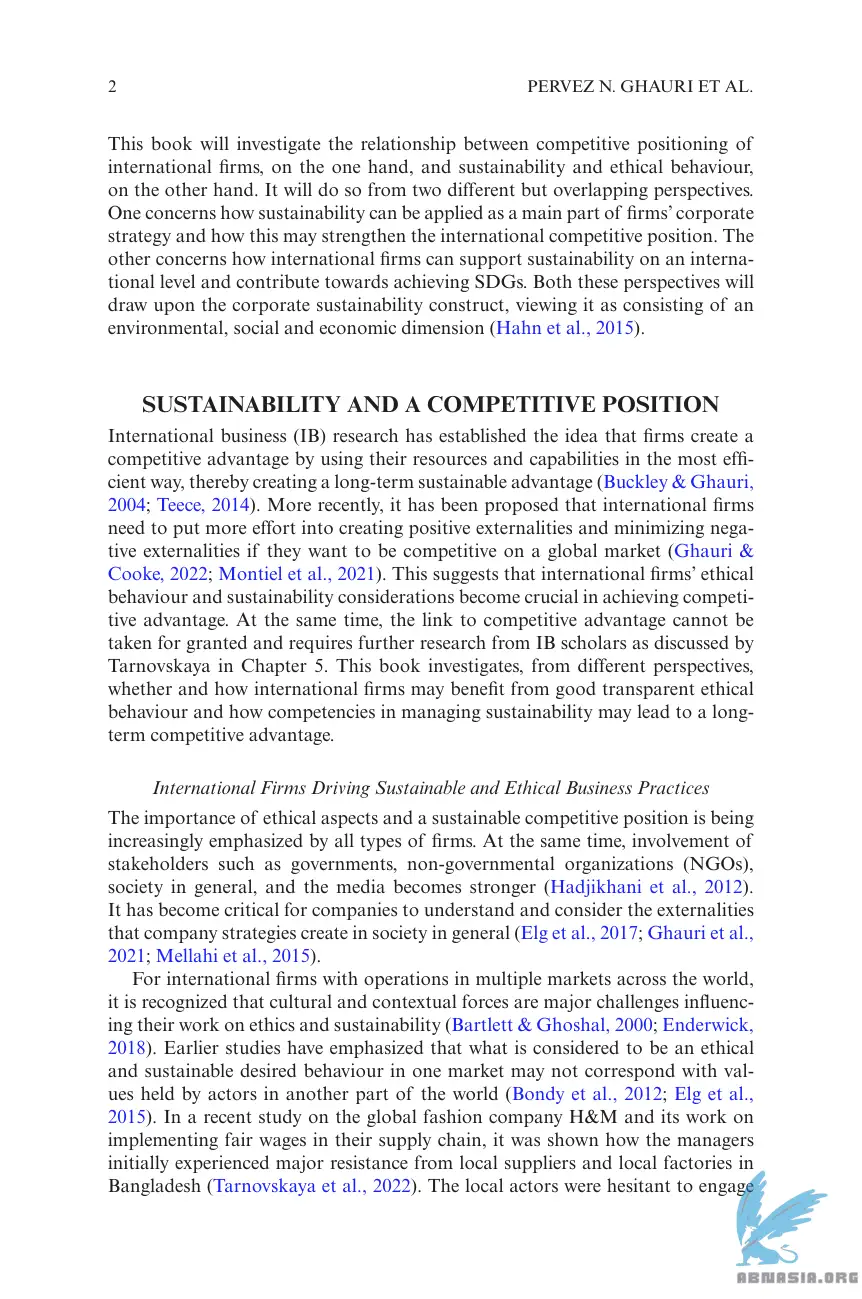 2
PERVEZ N. GHAURI ET AL.
This book will investigate the relationship between competitive positioning of
international firms, on the one hand, and sustainability and ethical behaviour,
on the other hand. It will do so from two different but overlapping perspectives.
One concerns how sustainability can be applied as a main part of firms’ corporate
strategy and how this may strengthen the international competitive position. The
other concerns how international firms can support sustainability on an interna-
tional level and contribute towards achieving SDGs. Both these perspectives will
draw upon the corporate sustainability construct, viewing it as consisting of an
environmental, social and economic dimension (Hahn et al., 2015).
SUSTAINABILITY AND A COMPETITIVE POSITION
International business (IB) research has established the idea that firms create a
competitive advantage by using their resources and capabilities in the most effi-
cient way, thereby creating a long-term sustainable advantage (Buckley & Ghauri,
2004; Teece, 2014). More recently, it has been proposed that international firms
need to put more effort into creating positive externalities and minimizing nega-
tive externalities if they want to be competitive on a global market (Ghauri &
Cooke, 2022; Montiel et al., 2021). This suggests that international firms’ ethical
behaviour and sustainability considerations become crucial in achieving competi-
tive advantage. At the same time, the link to competitive advantage cannot be
taken for granted and requires further research from IB scholars as discussed by
Tarnovskaya in Chapter 5. This book investigates, from different perspectives,
whether and how international firms may benefit from good transparent ethical
behaviour and how competencies in managing sustainability may lead to a long-
term competitive advantage.
International Firms Driving Sustainable and Ethical Business Practices
The importance of ethical aspects and a sustainable competitive position is being
increasingly emphasized by all types of firms. At the same time, involvement of
stakeholders such as governments, non-governmental organizations (NGOs),
society in general, and the media becomes stronger (Hadjikhani et al., 2012).
It has become critical for companies to understand and consider the externalities
that company strategies create in society in general (Elg et al., 2017; Ghauri et al.,
2021; Mellahi et al., 2015).
For international firms with operations in multiple markets across the world,
it is recognized that cultural and contextual forces are major challenges influenc-
ing their work on ethics and sustainability (Bartlett & Ghoshal, 2000; Enderwick,
2018). Earlier studies have emphasized that what is considered to be an ethical
and sustainable desired behaviour in one market may not correspond with val-
ues held by actors in another part of the world (Bondy et al., 2012; Elg et al.,
2015). In a recent study on the global fashion company H&M and its work on
implementing fair wages in their supply chain, it was shown how the managers
initially experienced major resistance from local suppliers and local factories in
Bangladesh (Tarnovskaya et al., 2022). The local actors were hesitant to engage
ABNASIA.ORG